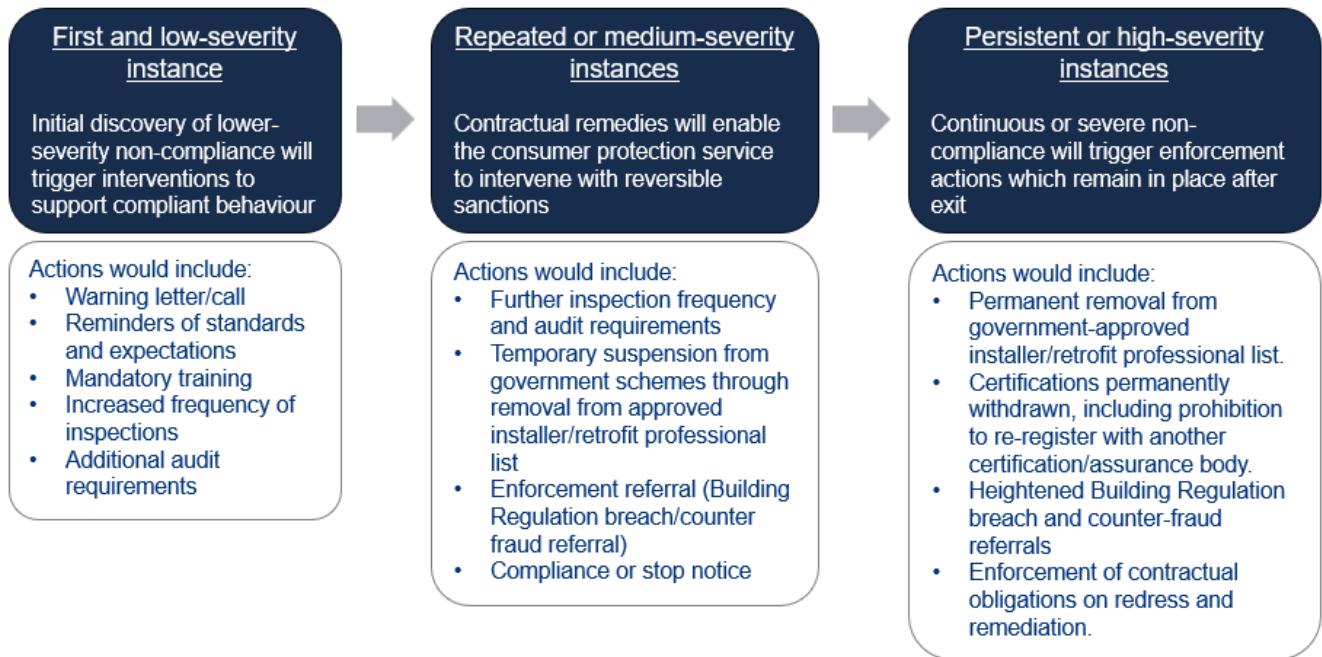 First and low-severity
instance
Initial discovery of lower-
severity non-compliance will
trigger interventions to
support compliant behaviour
Actions would include:
• Warning letter/call
• Reminders of standards
and expectations
• Mandatory training
• Increased frequency of
inspections
• Additional audit
requirements
Repeated or medium-severity
instances
Contractual remedies will enable
the consumer protection service
to intervene with reversible
sanctions
Actions would include:
• Further inspection frequency
and audit requirements
• Temporary suspension from
government schemes through
removal from approved
installer/retrofit professional
list
• Enforcement referral (Building
Regulation breach/counter
fraud referral)
• Compliance or stop notice
Persistent or high-severity
instances
Continuous or severe non-
compliance will trigger enforcement
actions which remain in place after
exit
Actions would include:
• Permanent removal from
government-approved
installer/retrofit professional list.
• Certifications permanently
withdrawn, including prohibition
to re-register with another
certification/assurance body.
• Heightened Building Regulation
breach and counter-fraud
referrals
• Enforcement of contractual
obligations on redress and
remediation.